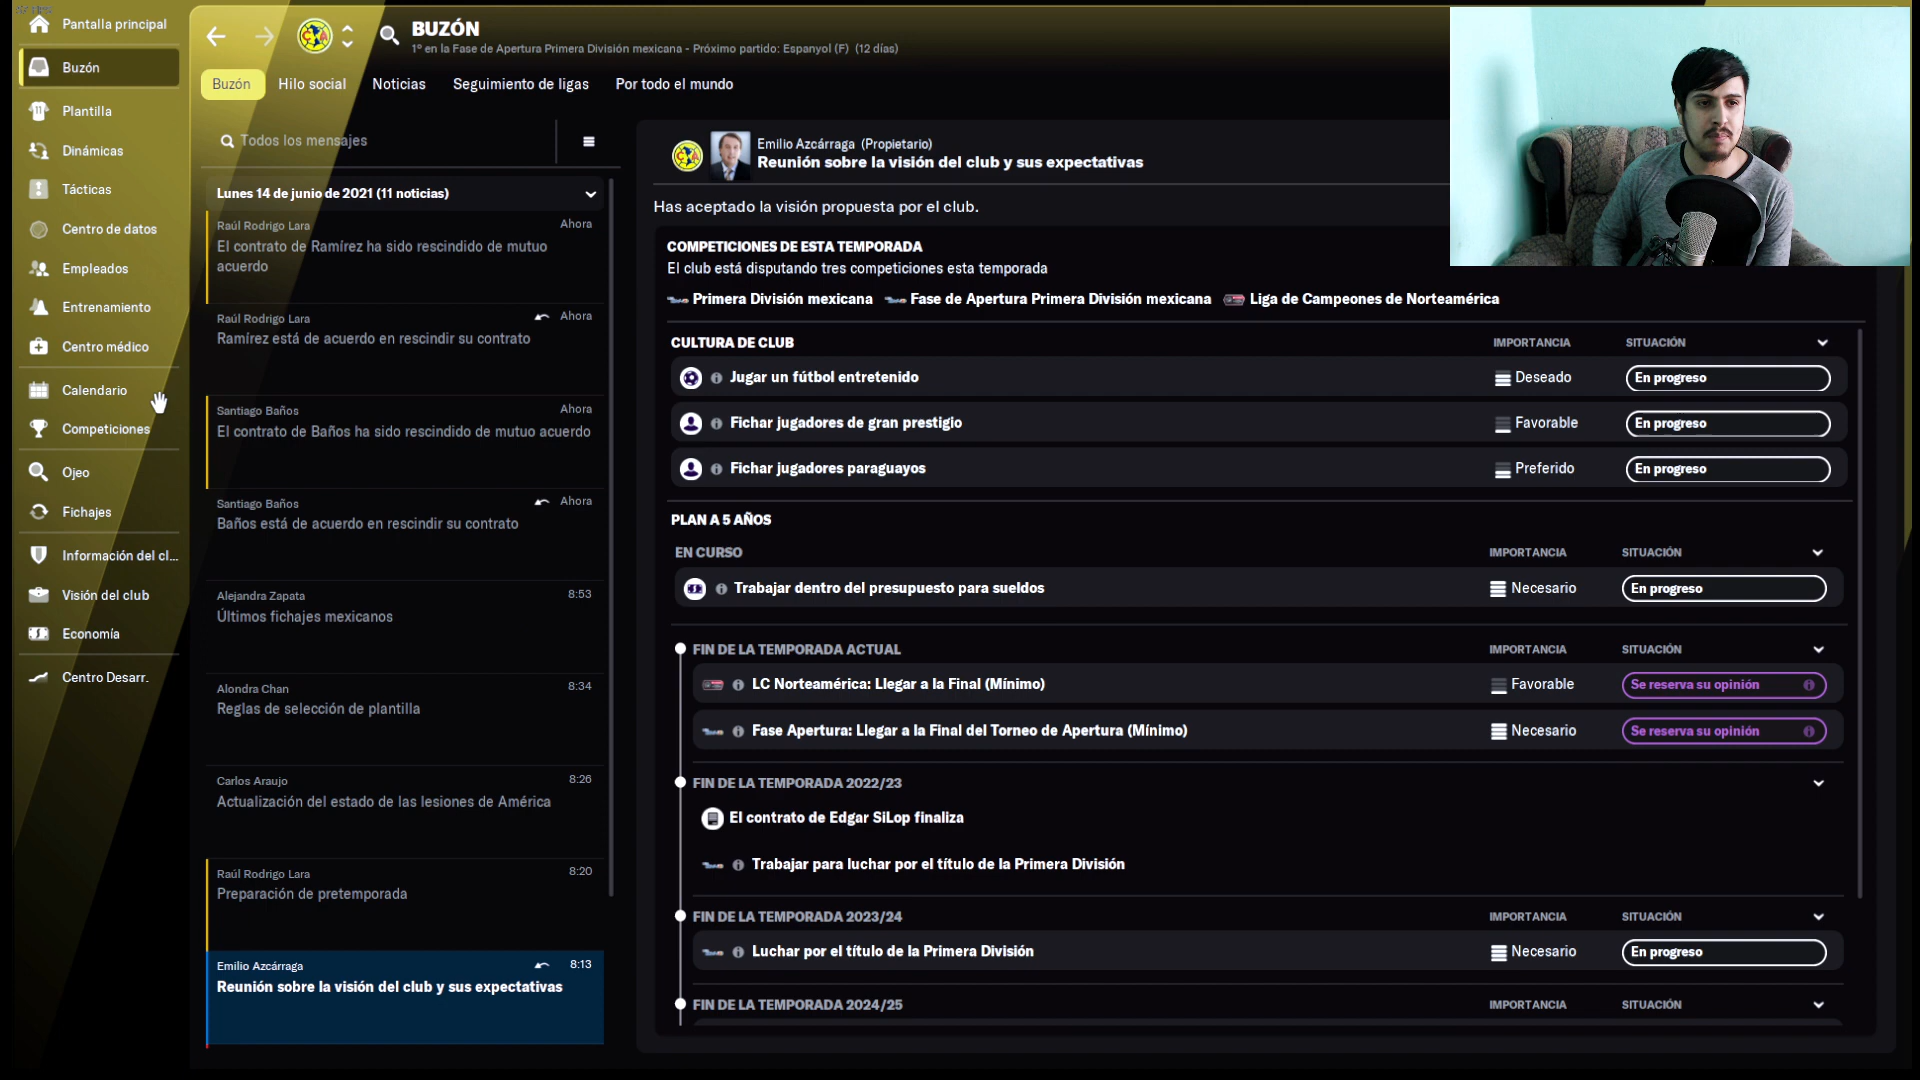 Pantalla principal
Buzón
Plantilla
Dinámicas
Tácticas
Centro de datos
Empleados
Entrenamiento
Centro médico
Calendario
Competiciones
Ojeo
Fichajes
Información del cl...
Visión del club
Economía
Centro Desarr.
BUZÓN
1º en la Fase de Apertura Primera División mexicana - Próximo partido: Espanyol (F) (12 días)
Buzón Hilo social Noticias Seguimiento de ligas Por todo el mundo
Todos los mensajes
Lunes 14 de junio de 2021 (11 noticias)
Raúl Rodrigo Lara Ahora
El contrato de Ramírez ha sido rescindido de mutuo
acuerdo
Raúl Rodrigo Lara Ahora
Ramírez está de acuerdo en rescindir su contrato
Santiago Baños Ahora
El contrato de Baños ha sido rescindido de mutuo acuerdo
Santiago Baños Ahora
Baños está de acuerdo en rescindir su contrato
Alejandra Zapata 8:53
Últimos fichajes mexicanos
Alondra Chan 8:34
Reglas de selección de plantilla
Carlos Araujo 8:26
Actualización del estado de las lesiones de América
Raúl Rodrigo Lara 8:20
Preparación de pretemporada
Emilio Azcárraga 8:13
Reunión sobre la visión del club y sus expectativas
Emilio Azcárraga (Propietario)
Reunión sobre la visión del club y sus expectativas
Has aceptado la visión propuesta por el club.
COMPETICIONES DE ESTA TEMPORADA
El club está disputando tres competiciones esta temporada
Primera División mexicana Fase de Apertura Primera División mexicana Liga de Campeones de Norteamérica
CULTURA DE CLUB IMPORTANCIA SITUACIÓN
Jugar un fútbol entretenido Deseado En progreso
Fichar jugadores de gran prestigio Favorable En progreso
Fichar jugadores paraguayos Preferido En progreso
PLAN A 5 AÑOS
EN CURSO IMPORTANCIA SITUACIÓN
Trabajar dentro del presupuesto para sueldos Necesario En progreso
FIN DE LA TEMPORADA ACTUAL IMPORTANCIA SITUACIÓN
LC Norteamérica: Llegar a la Final (Mínimo) Favorable Se reserva su opinión
Fase Apertura: Llegar a la Final del Torneo de Apertura (Mínimo) Necesario Se reserva su opinión
FIN DE LA TEMPORADA 2022/23
El contrato de Edgar SiLop finaliza
Trabajar para luchar por el título de la Primera División
FIN DE LA TEMPORADA 2023/24 IMPORTANCIA SITUACIÓN
Luchar por el título de la Primera División Necesario En progreso
FIN DE LA TEMPORADA 2024/25 IMPORTANCIA SITUACIÓN